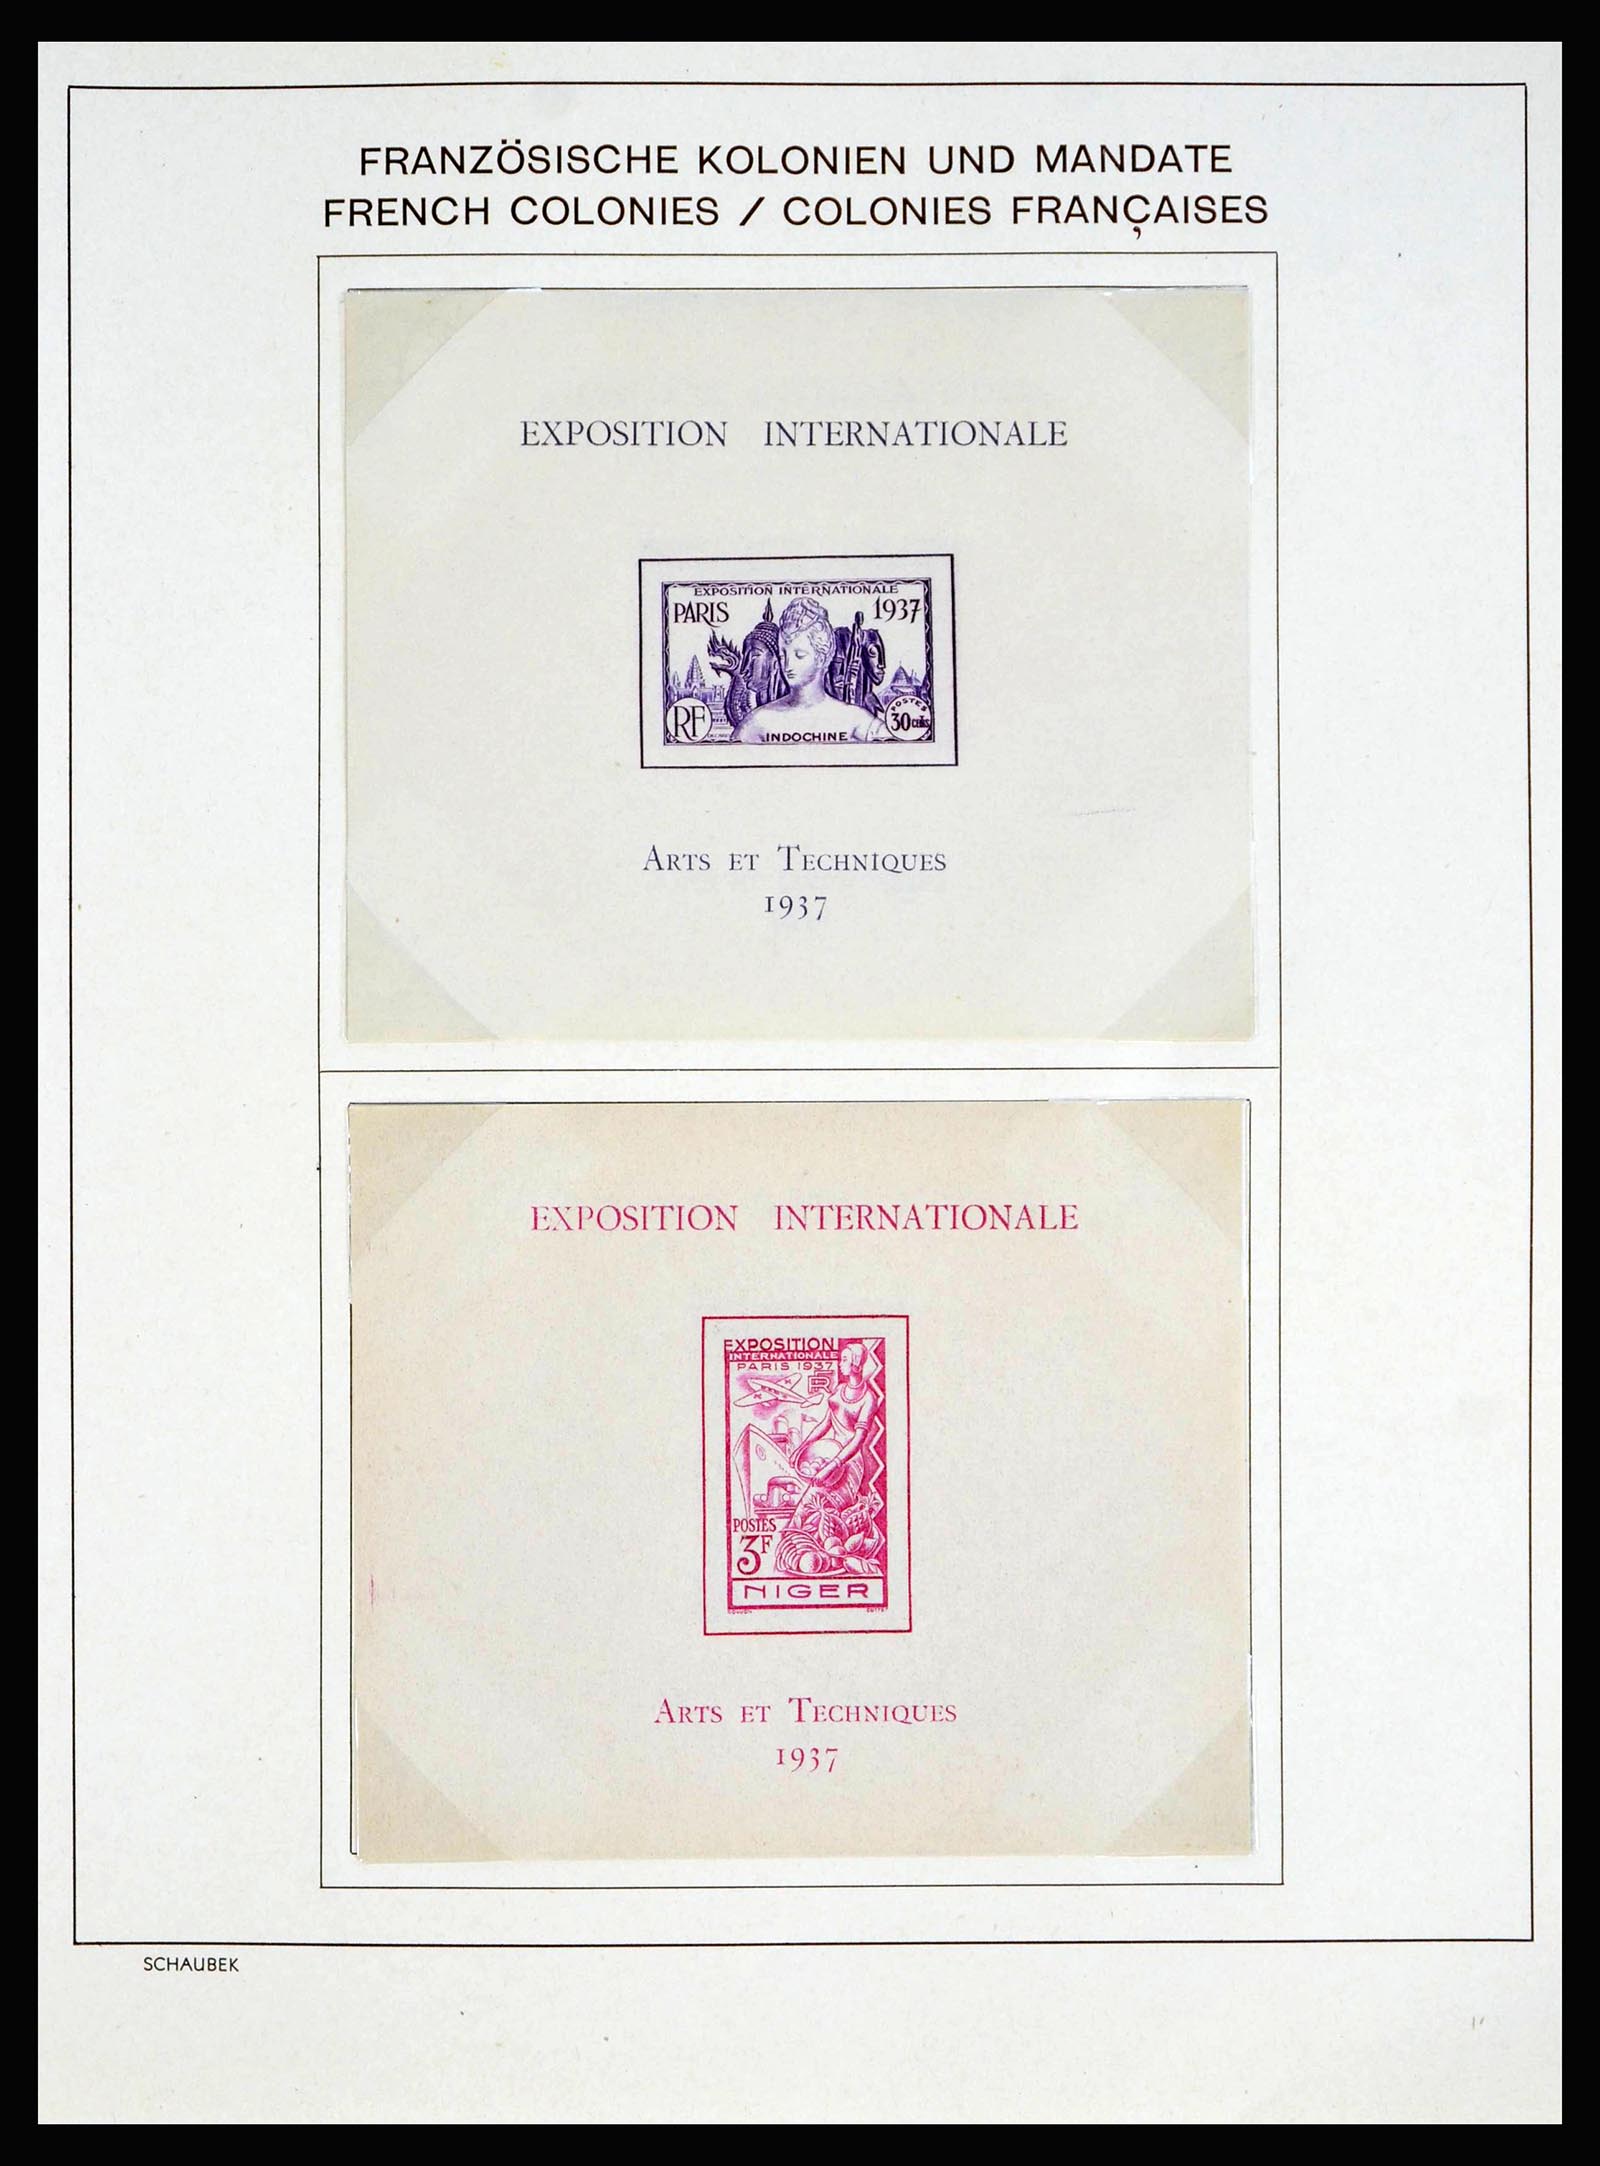 FRANZÖSISCHE KOLONIEN UND MANDATE
FRENCH COLONIES / COLONIES FRANÇAISES
EXPOSITION INTERNATIONALE
EXPOSITION INTERNATIONALE
PARIS 1937
RF
POSTES
30 CENTS
INDOCHINE
ARTS ET TECHNIQUES
1937
EXPOSITION INTERNATIONALE
EXPOSITION
INTERNATIONALE
PARIS 1937
RF
POSTES
3F
NIGER
ARTS ET TECHNIQUES
1937
SCHAUBEK